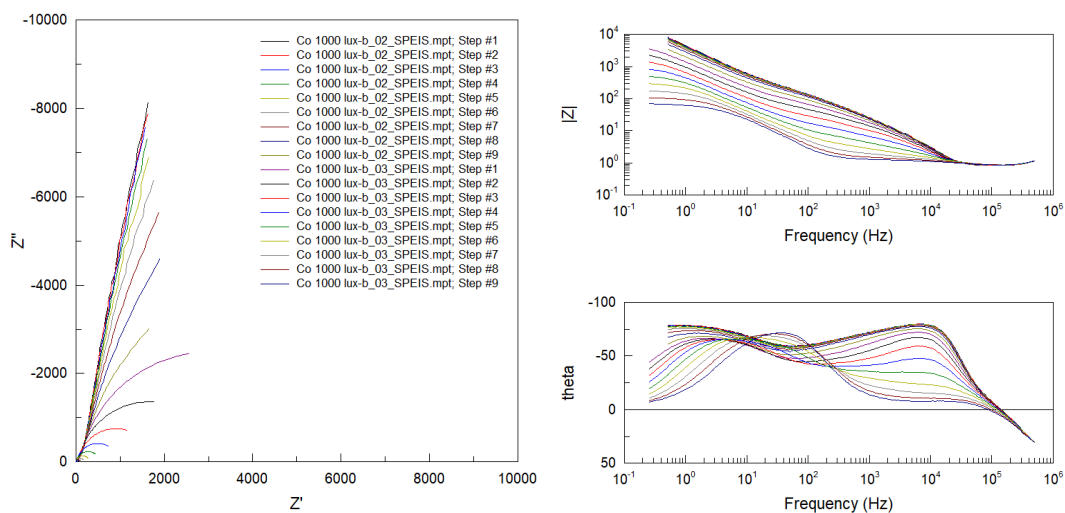 -10000
-8000
-6000
-4000
-2000
0
Z''
0
2000
4000
6000
8000
10000
Z'
Co 1000 lux-b_02_SPEIS.mpt; Step #1
Co 1000 lux-b_02_SPEIS.mpt; Step #2
Co 1000 lux-b_02_SPEIS.mpt; Step #3
Co 1000 lux-b_02_SPEIS.mpt; Step #4
Co 1000 lux-b_02_SPEIS.mpt; Step #5
Co 1000 lux-b_02_SPEIS.mpt; Step #6
Co 1000 lux-b_02_SPEIS.mpt; Step #7
Co 1000 lux-b_02_SPEIS.mpt; Step #8
Co 1000 lux-b_02_SPEIS.mpt; Step #9
Co 1000 lux-b_03_SPEIS.mpt; Step #1
Co 1000 lux-b_03_SPEIS.mpt; Step #2
Co 1000 lux-b_03_SPEIS.mpt; Step #3
Co 1000 lux-b_03_SPEIS.mpt; Step #4
Co 1000 lux-b_03_SPEIS.mpt; Step #5
Co 1000 lux-b_03_SPEIS.mpt; Step #6
Co 1000 lux-b_03_SPEIS.mpt; Step #7
Co 1000 lux-b_03_SPEIS.mpt; Step #8
Co 1000 lux-b_03_SPEIS.mpt; Step #9
10⁴
10³
10²
10¹
10⁰
10⁻¹
|Z|
10⁻¹
10⁰
10¹
10²
10³
10⁴
10⁵
10⁶
Frequency (Hz)
-100
-50
0
50
theta
10⁻¹
10⁰
10¹
10²
10³
10⁴
10⁵
10⁶
Frequency (Hz)